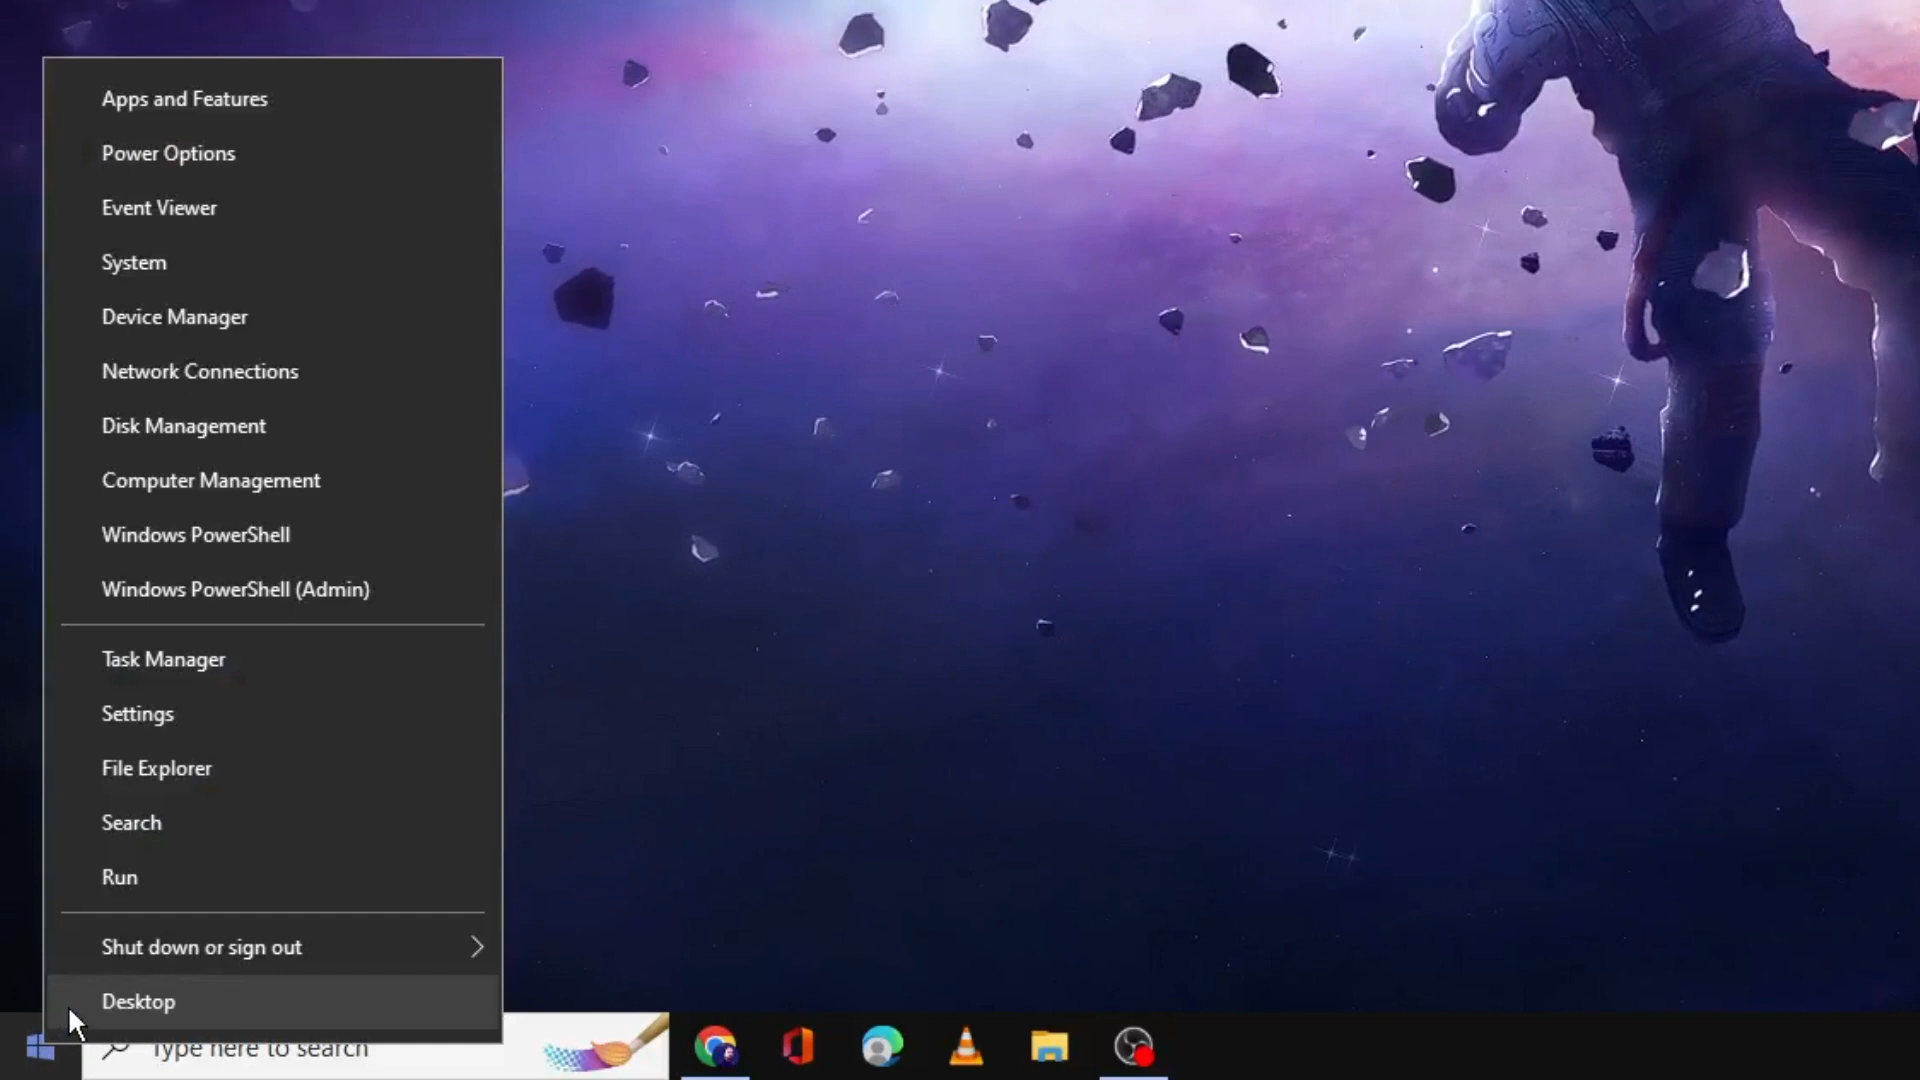 Apps and Features
Power Options
Event Viewer
System
Device Manager
Network Connections
Disk Management
Computer Management
Windows PowerShell
Windows PowerShell (Admin)
Task Manager
Settings
File Explorer
Search
Run
Shut down or sign out
Desktop
Type here to search